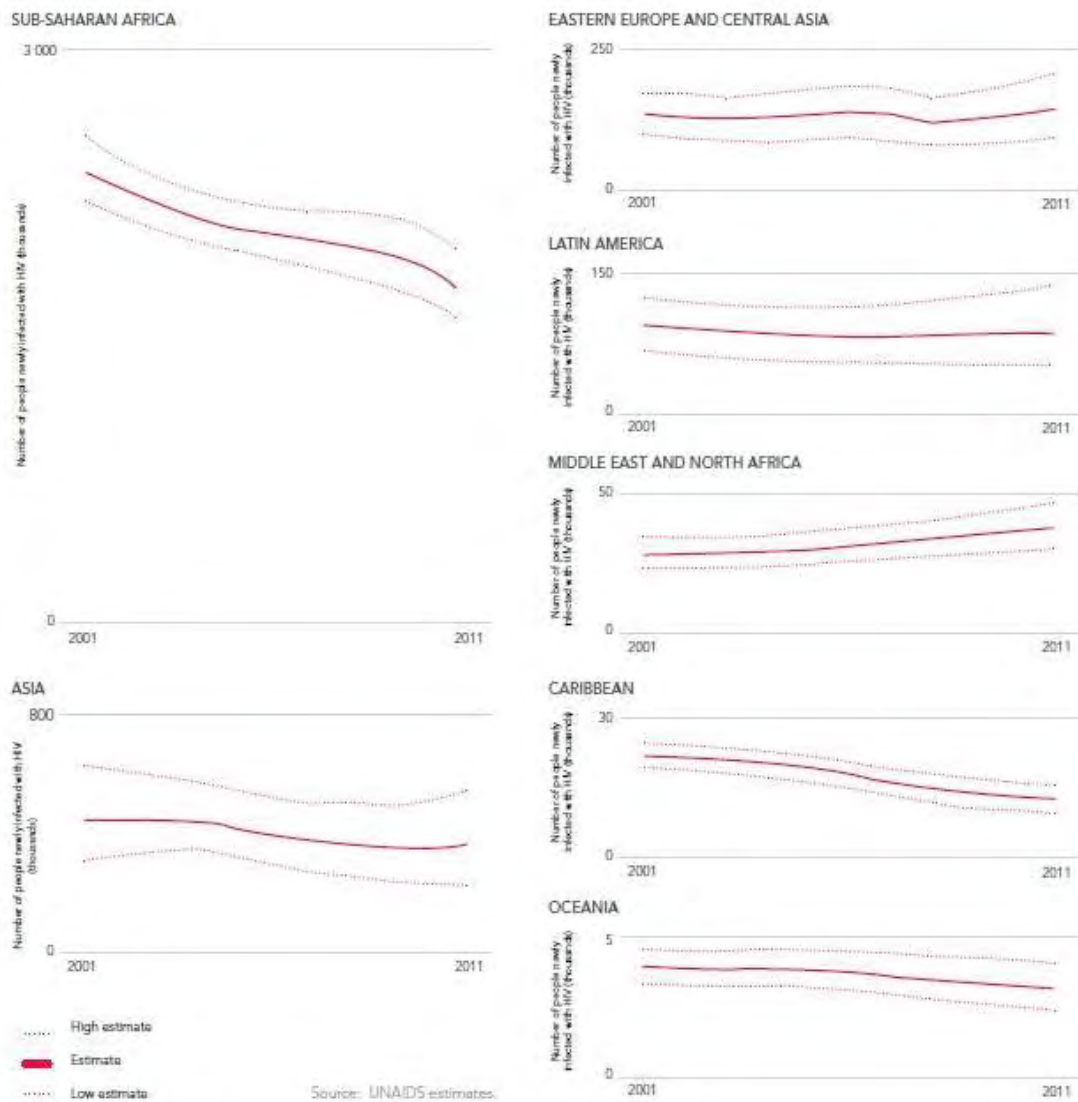 SUB-SAHARAN AFRICA
3 000
Number of people newly infected with HIV (thousands)
0
2001
2011
ASIA
800
Number of people newly infected with HIV
(thousands)
0
2001
2011
High estimate
Estimate
Low estimate
Source: UNAIDS estimates.
EASTERN EUROPE AND CENTRAL ASIA
250
Number of people newly
infected with HIV (thousands)
0
2001
2011
LATIN AMERICA
150
Number of people newly
infected with HIV (thousands)
0
2001
2011
MIDDLE EAST AND NORTH AFRICA
50
Number of people newly
infected with HIV (thousands)
0
2001
2011
CARIBBEAN
30
Number of people newly
infected with HIV (thousands)
0
2001
2011
OCEANIA
5
Number of people newly
infected with HIV (thousands)
0
2001
2011